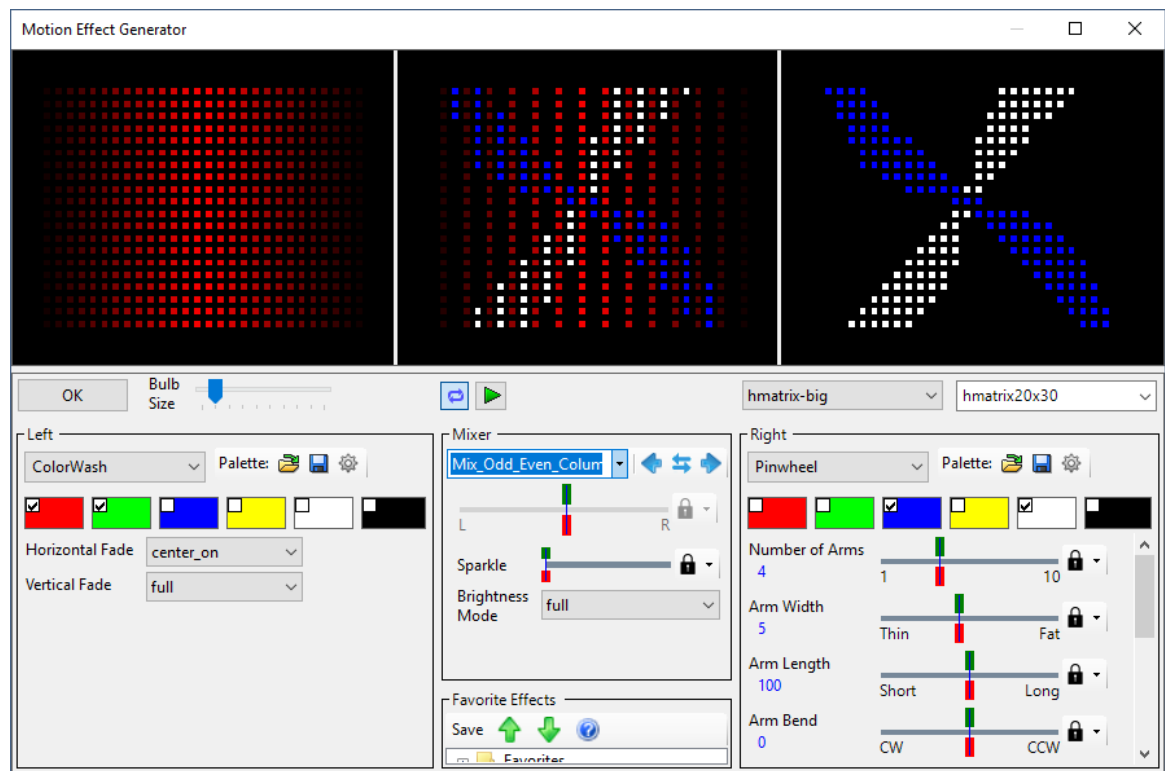 Motion Effect Generator
OK
Bulb Size
hmatrix-big
hmatrix20x30
Left
ColorWash
Palette:
Horizontal Fade
center_on
Vertical Fade
full
Mixer
Mix_Odd_Even_Colum
L
R
Sparkle
Brightness Mode
full
Favorite Effects
Save
Favorites
Right
Pinwheel
Palette:
Number of Arms
4
1
10
Arm Width
5
Thin
Fat
Arm Length
100
Short
Long
Arm Bend
0
CW
CCW